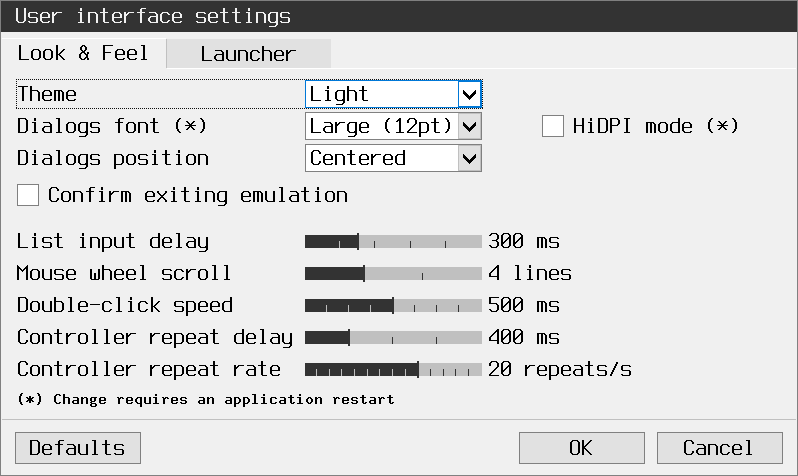 User interface settings
Look & Feel Launcher
Theme Light
Dialogs font (*) Large (12pt) HiDPI mode (*)
Dialogs position Centered
Confirm exiting emulation
List input delay 300 ms
Mouse wheel scroll 4 lines
Double-click speed 500 ms
Controller repeat delay 400 ms
Controller repeat rate 20 repeats/s
(*) Change requires an application restart
Defaults OK Cancel